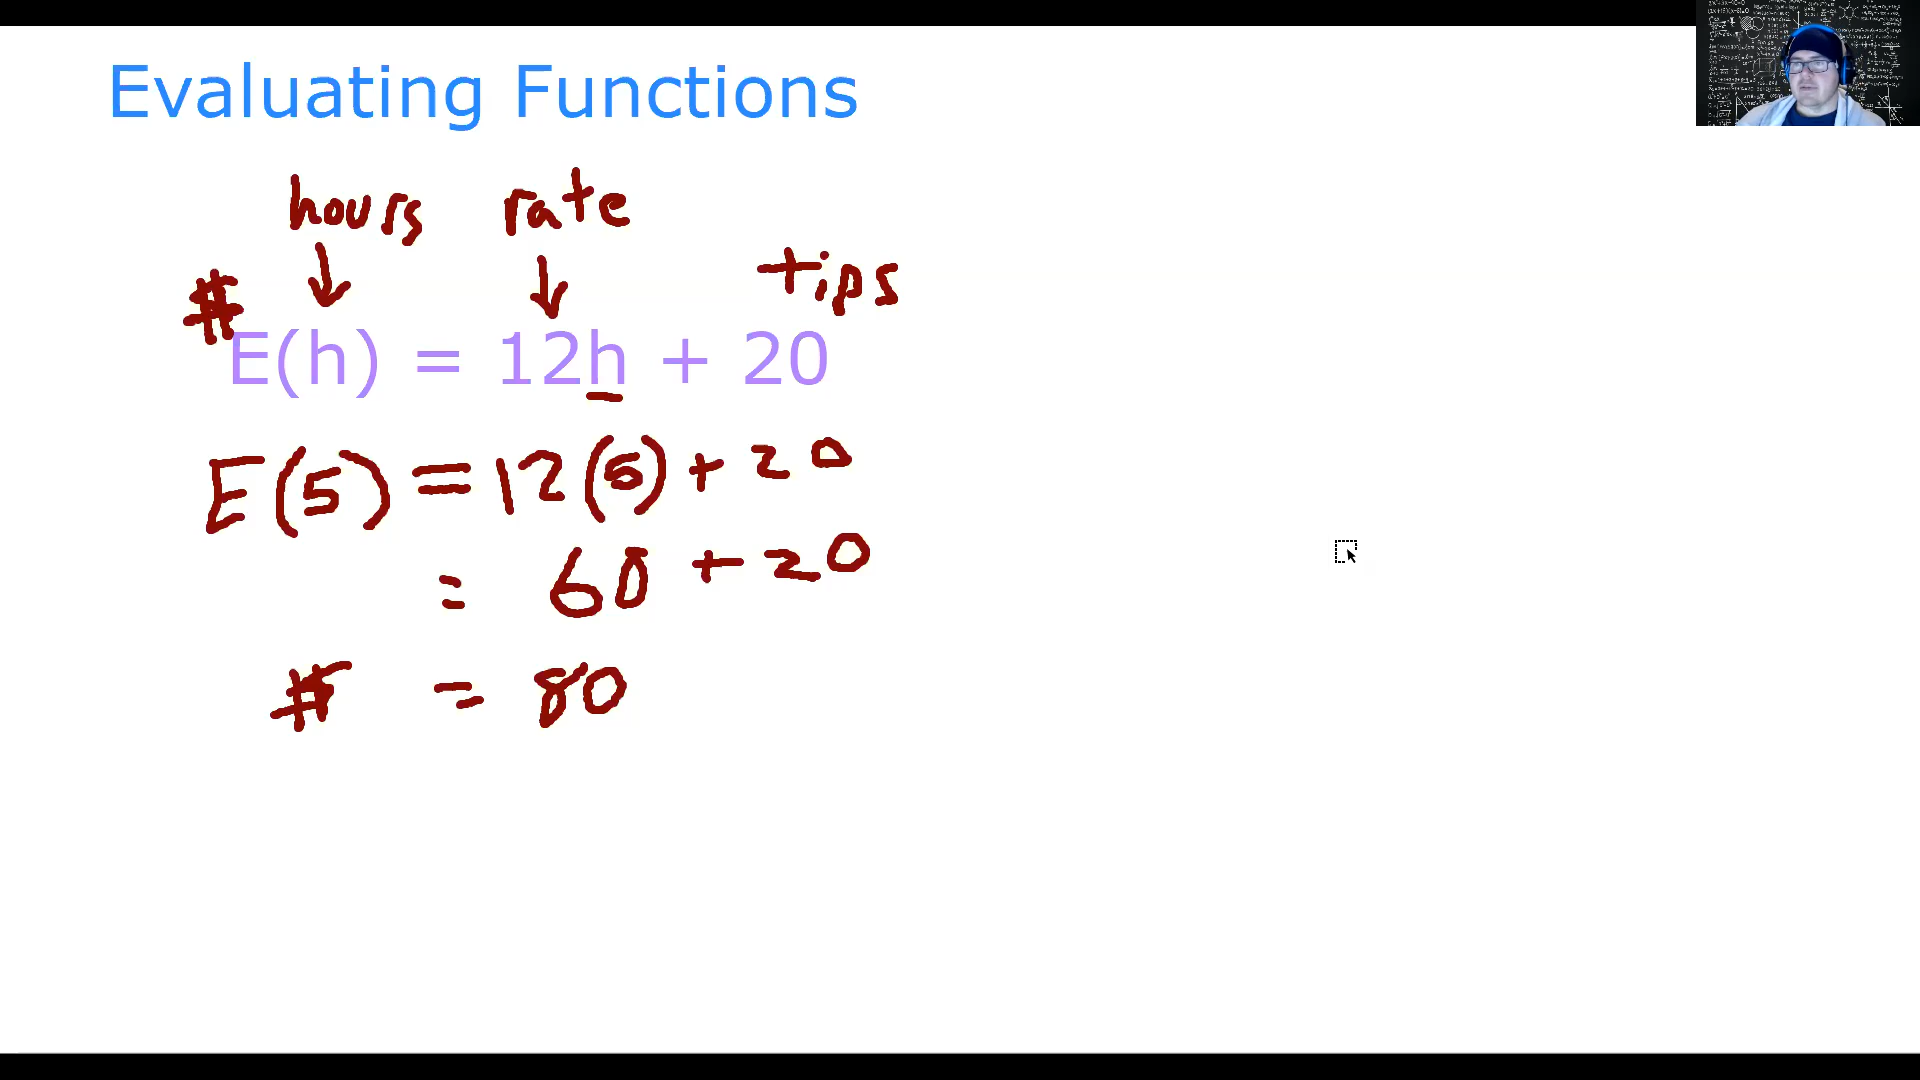 Evaluating Functions
hours rate
# tips
E(h) = 12h + 20
E(5) = 12(5) + 20
= 60 + 20
# = 80